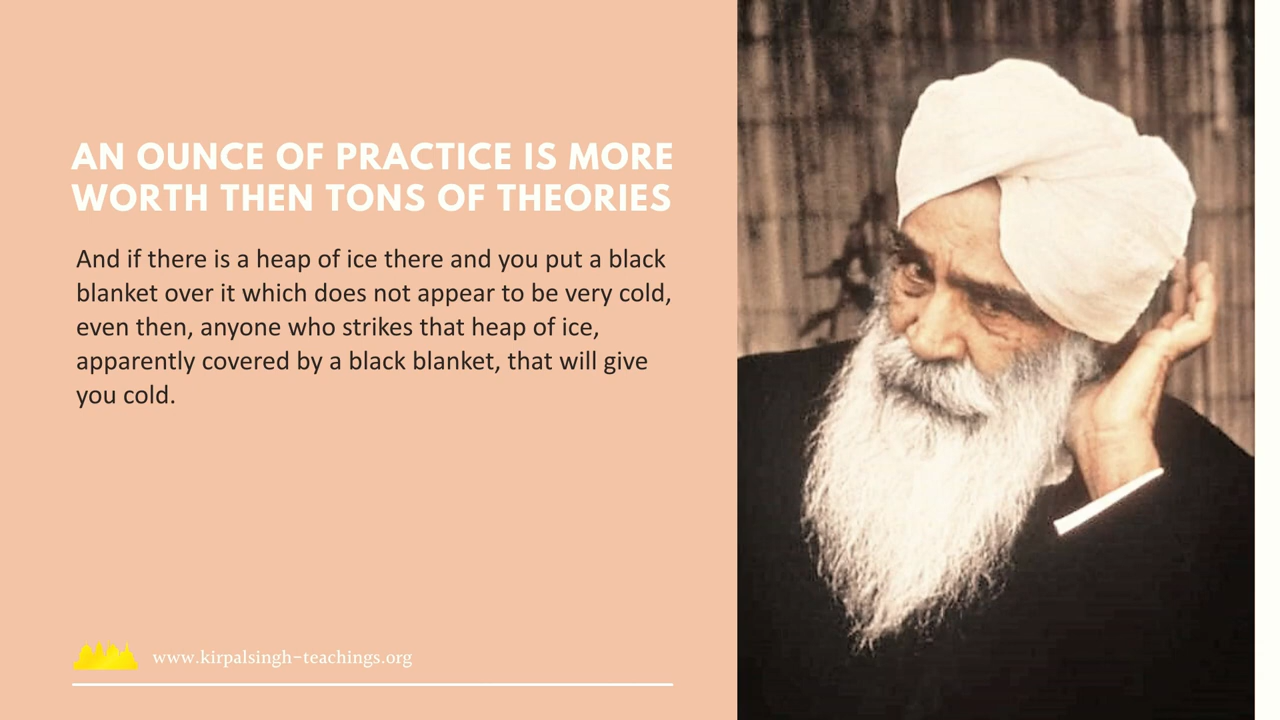 AN OUNCE OF PRACTICE IS MORE
WORTH THEN TONS OF THEORIES
And if there is a heap of ice there and you put a black
blanket over it which does not appear to be very cold,
even then, anyone who strikes that heap of ice,
apparently covered by a black blanket, that will give
you cold.
www.kirpalsingh-teachings.org